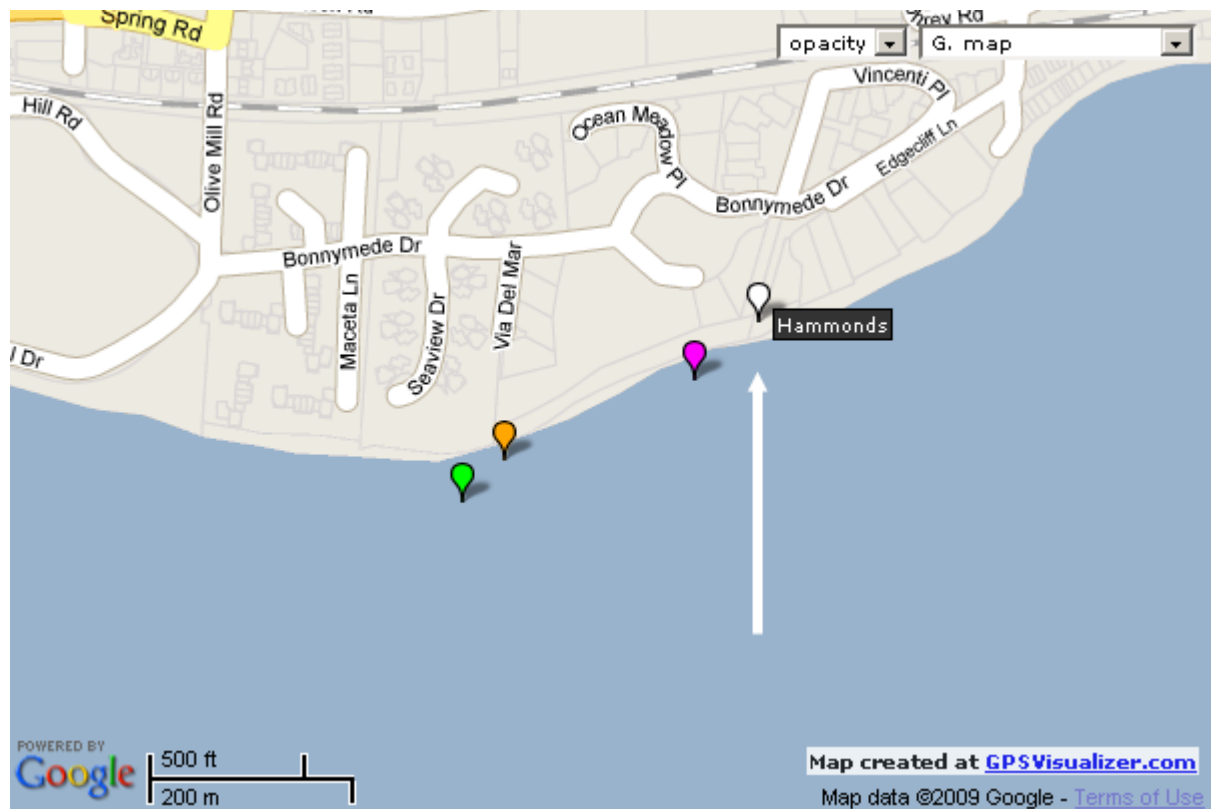 Spring Rd
opacity
G. map
Vincenti Pl
Hill Rd
Olive Mill Rd
Ocean Meadow Pl
Edgecliff Ln
Bonnymede Dr
Bonnymede Dr
Via Del Mar
Maceta Ln
Seaview Dr
Hammonds
Dr
POWERED BY
Google
500 ft
200 m
Map created at GPSVisualizer.com
Map data ©2009 Google - Terms of Use